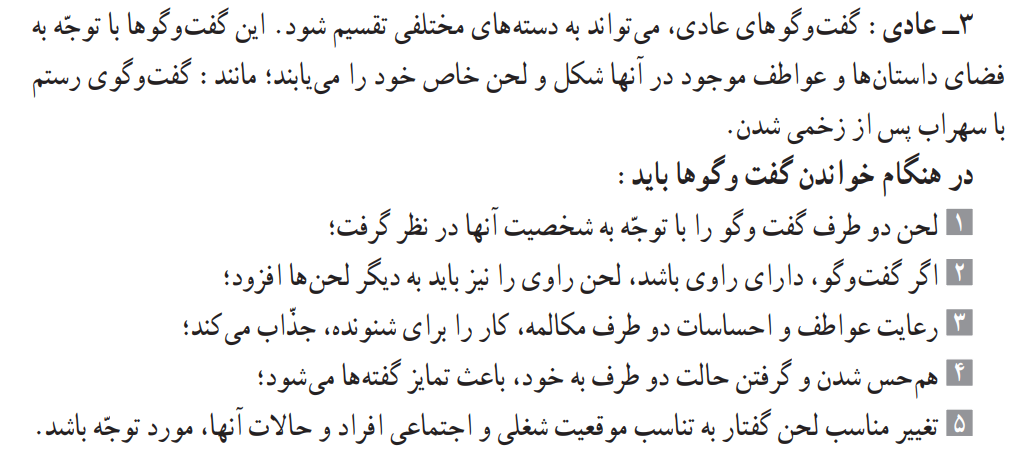 ۳ــ عادی : گفت‌وگوهای عادی، می‌تواند به دسته‌های مختلفی تقسیم شود. این گفت‌وگوها با توجّه به
فضای داستان‌ها و عواطف موجود در آنها شکل و لحن خاص خود را می‌یابند؛ مانند : گفت‌وگوی رستم
با سهراب پس از زخمی شدن.
در هنگام خواندن گفت وگوها باید :
۱ لحن دو طرف گفت وگو را با توجّه به شخصیت آنها در نظر گرفت؛
۲ اگر گفت‌وگو، دارای راوی باشد، لحن راوی را نیز باید به دیگر لحن‌ها افزود؛
۳ رعایت عواطف و احساسات دو طرف مکالمه، کار را برای شنونده، جذّاب می‌کند؛
۴ هم‌حس شدن و گرفتن حالت دو طرف به خود، باعث تمایز گفته‌ها می‌شود؛
۵ تغییر مناسب لحن گفتار به تناسب موقعیت شغلی و اجتماعی افراد و حالات آنها، مورد توجّه باشد.